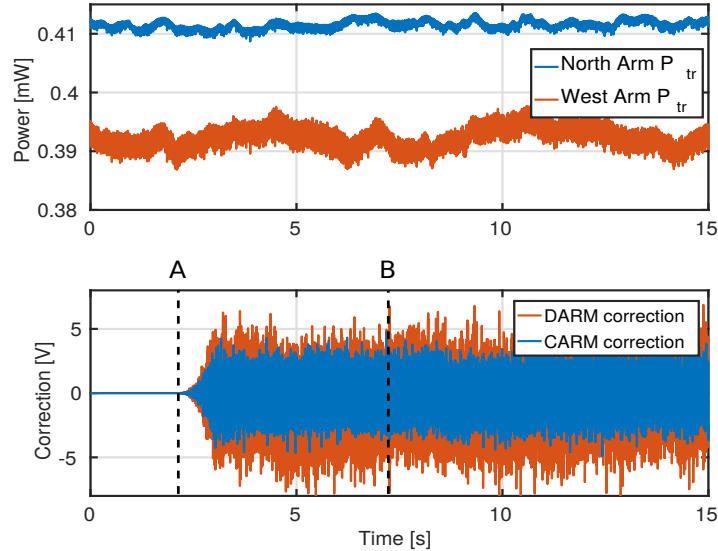 0.41
0.4
0.39
0.38
Power [mW]
North Arm P tr
West Arm P tr
0 5 10 15
A B
5
0
-5
Correction [V]
DARM correction
CARM correction
0 5 10 15
Time [s]